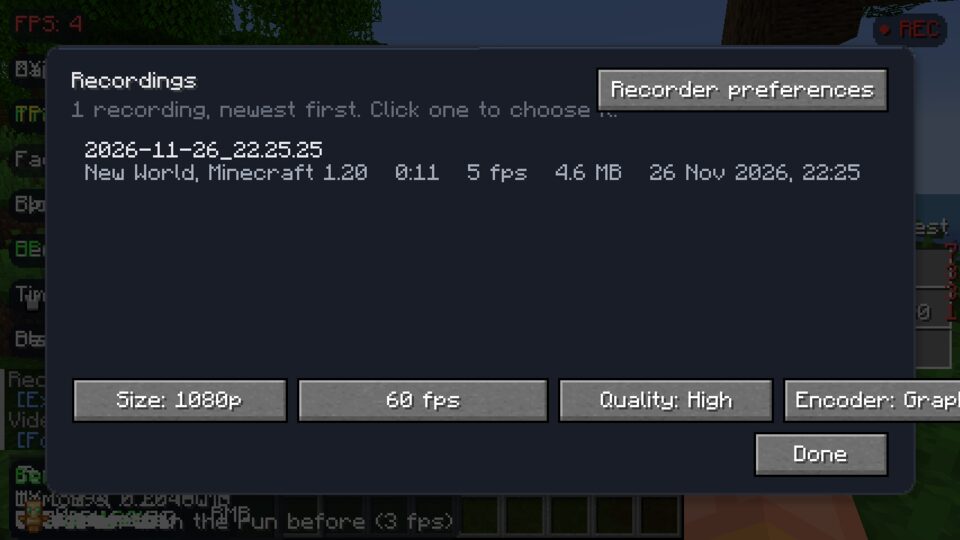 FPS: 4
REC
Recordings
Recorder preferences
1 recording, newest first. Click one to choose
2026-11-26_22.25.25
New World, Minecraft 1.20 0:11 5 fps 4.6 MB 26 Nov 2026, 22:25
Size: 1080p
60 fps
Quality: High
Encoder: Grap
Done
RMB
the run before (3 fps)